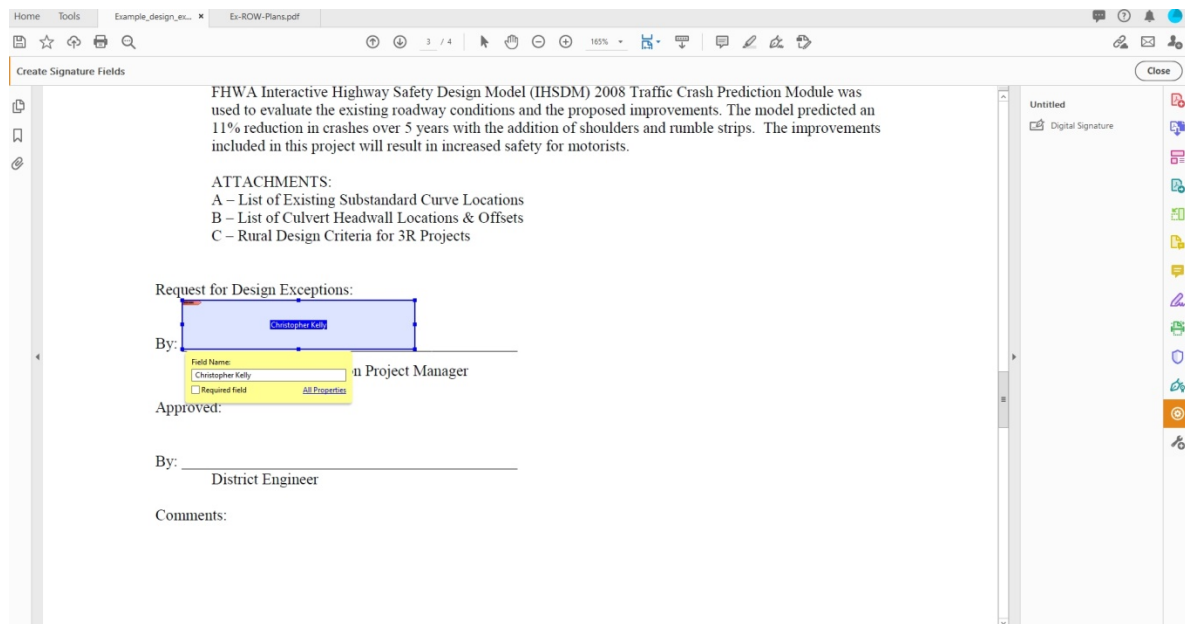 Home Tools Example_design_ex... × Ex-ROW-Plans.pdf
3 / 4 165%
Create Signature Fields Close
FHWA Interactive Highway Safety Design Model (IHSDM) 2008 Traffic Crash Prediction Module was
used to evaluate the existing roadway conditions and the proposed improvements. The model predicted an
11% reduction in crashes over 5 years with the addition of shoulders and rumble strips. The improvements
included in this project will result in increased safety for motorists.
ATTACHMENTS:
A – List of Existing Substandard Curve Locations
B – List of Culvert Headwall Locations & Offsets
C – Rural Design Criteria for 3R Projects
Request for Design Exceptions:
Christopher Kelly
By:
Field Name:
Christopher Kelly
Required field All Properties
n Project Manager
Approved:
By:
District Engineer
Comments:
Untitled
Digital Signature